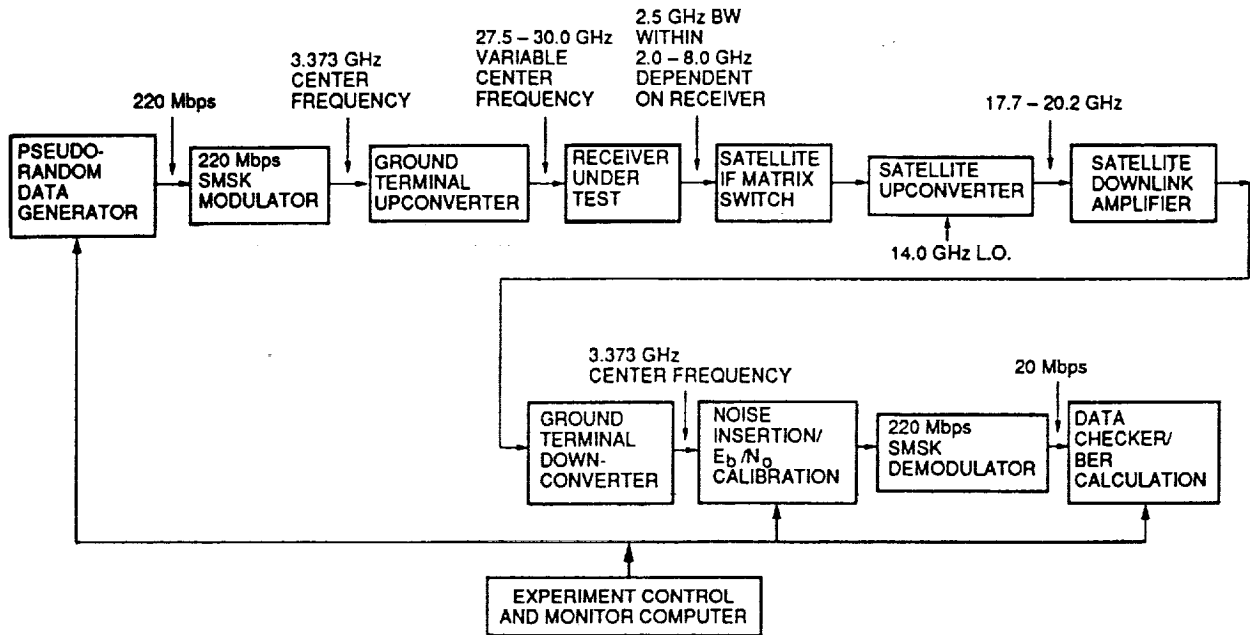 220 Mbps
3.373 GHz
CENTER
FREQUENCY
27.5 – 30.0 GHz
VARIABLE
CENTER
FREQUENCY
2.5 GHz BW
WITHIN
2.0 – 8.0 GHz
DEPENDENT
ON RECEIVER
17.7 – 20.2 GHz
PSEUDO-
RANDOM
DATA
GENERATOR
220 Mbps
SMSK
MODULATOR
GROUND
TERMINAL
UPCONVERTER
RECEIVER
UNDER
TEST
SATELLITE
IF MATRIX
SWITCH
SATELLITE
UPCONVERTER
14.0 GHz L.O.
SATELLITE
DOWNLINK
AMPLIFIER
3.373 GHz
CENTER FREQUENCY
20 Mbps
GROUND
TERMINAL
DOWN-
CONVERTER
NOISE
INSERTION/
E_b/N_o
CALIBRATION
220 Mbps
SMSK
DEMODULATOR
DATA
CHECKER/
BER
CALCULATION
EXPERIMENT CONTROL
AND MONITOR COMPUTER